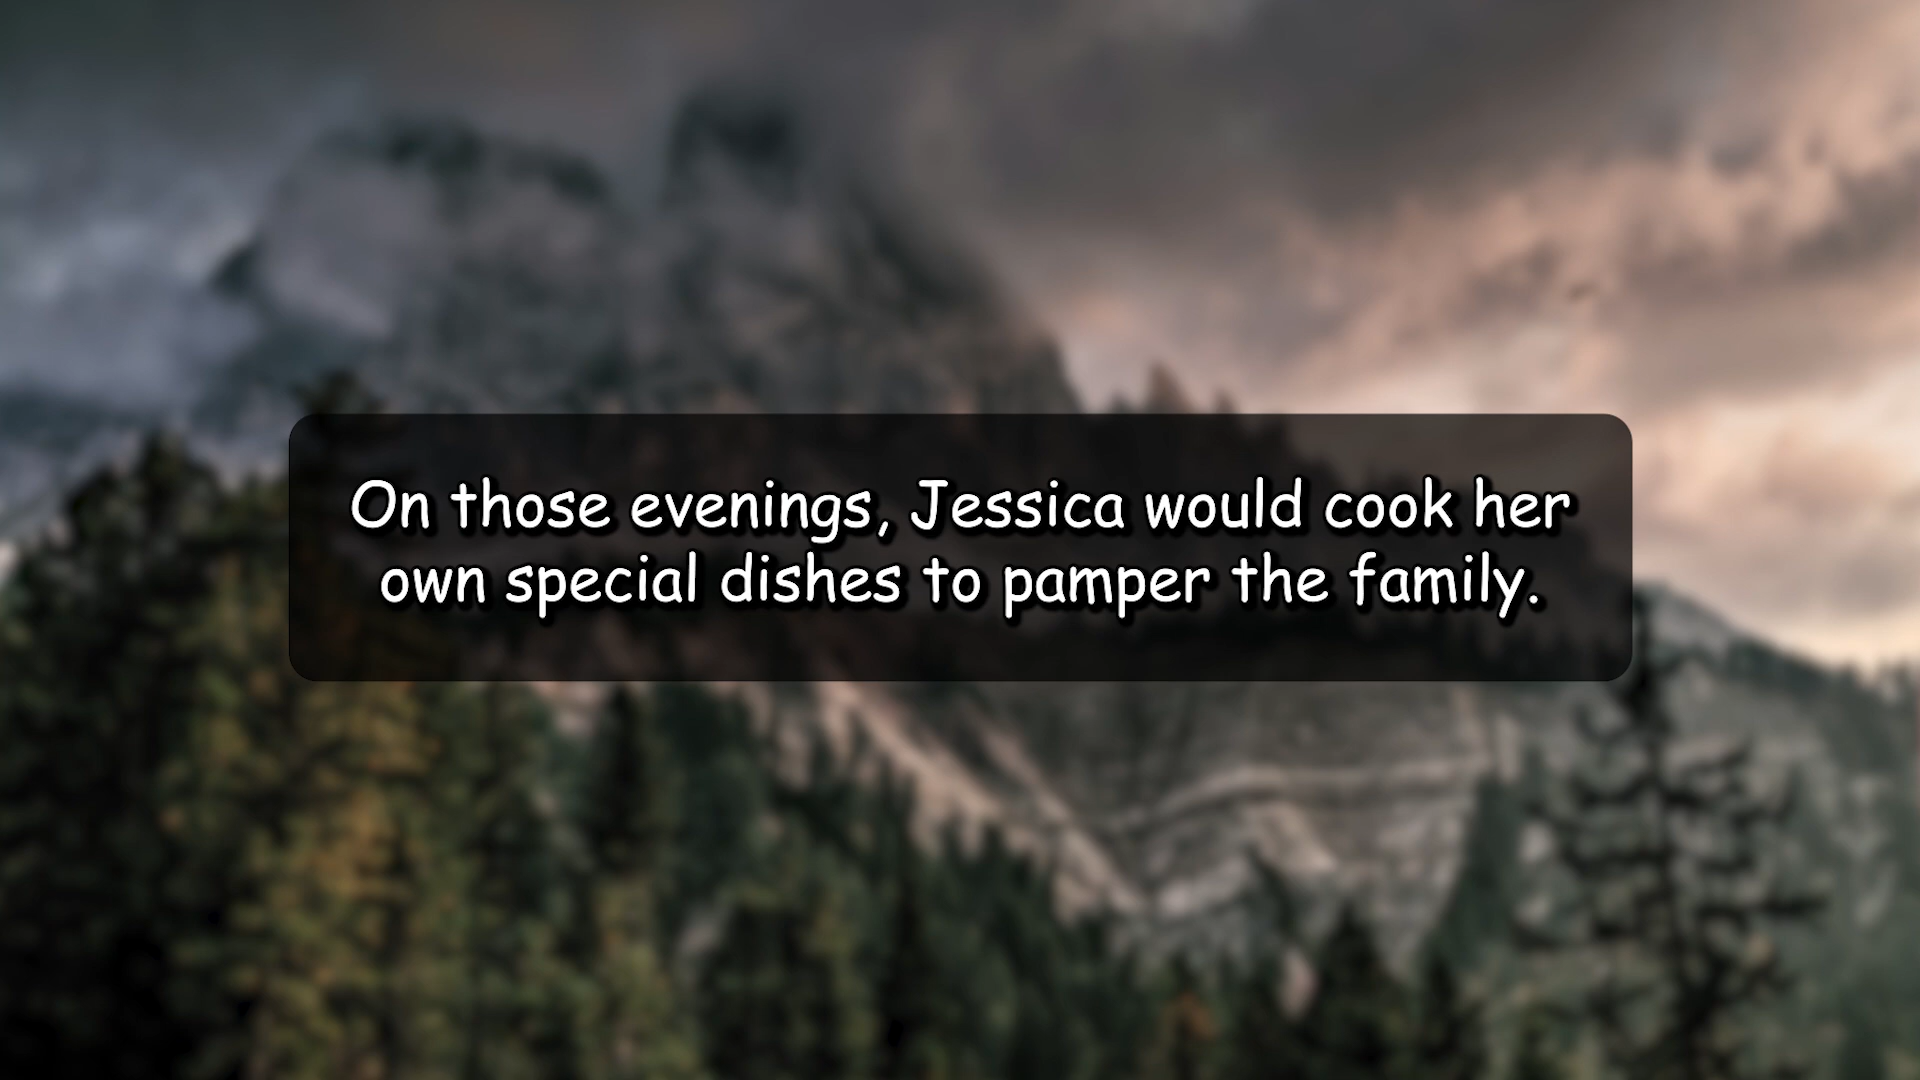 On those evenings, Jessica would cook her
own special dishes to pamper the family.